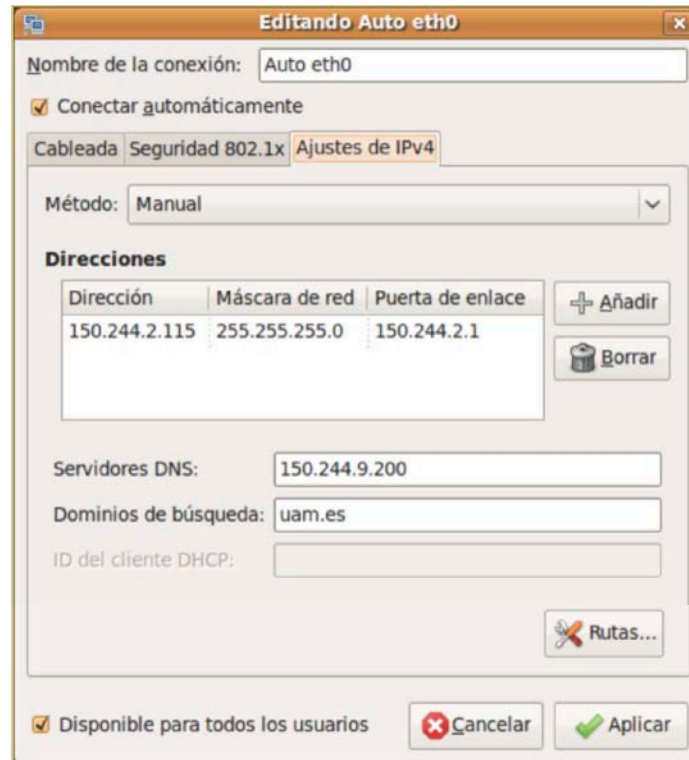 Editando Auto eth0
Nombre de la conexión: Auto eth0
Conectar automáticamente
Cableada Seguridad 802.1x Ajustes de IPv4
Método: Manual
Direcciones
Dirección Máscara de red Puerta de enlace Añadir
150.244.2.115 255.255.255.0 150.244.2.1
Borrar
Servidores DNS: 150.244.9.200
Dominios de búsqueda: uam.es
ID del cliente DHCP:
Rutas...
Disponible para todos los usuarios Cancelar Aplicar